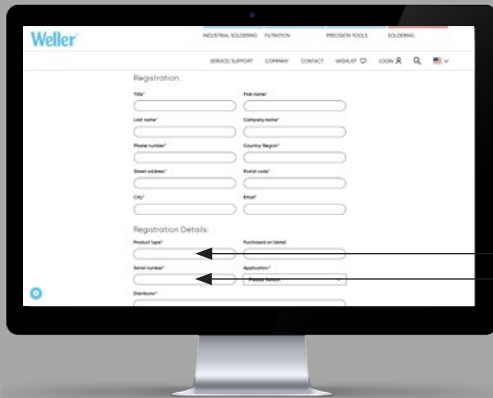 Weller
INDUSTRIAL SOLDERING FILTRATION PRECISION TOOLS SOLDERING
SERVICE/SUPPORT COMPANY CONTACT WISHLIST LOGIN
Registration:
Title* First name*
Last name* Company name*
Phone number* Country/Region*
Street address* Postal code*
City* Email*
Registration Details:
Product type* Purchased on (date)
Serial number* Application:*
Please Select
Distributor*